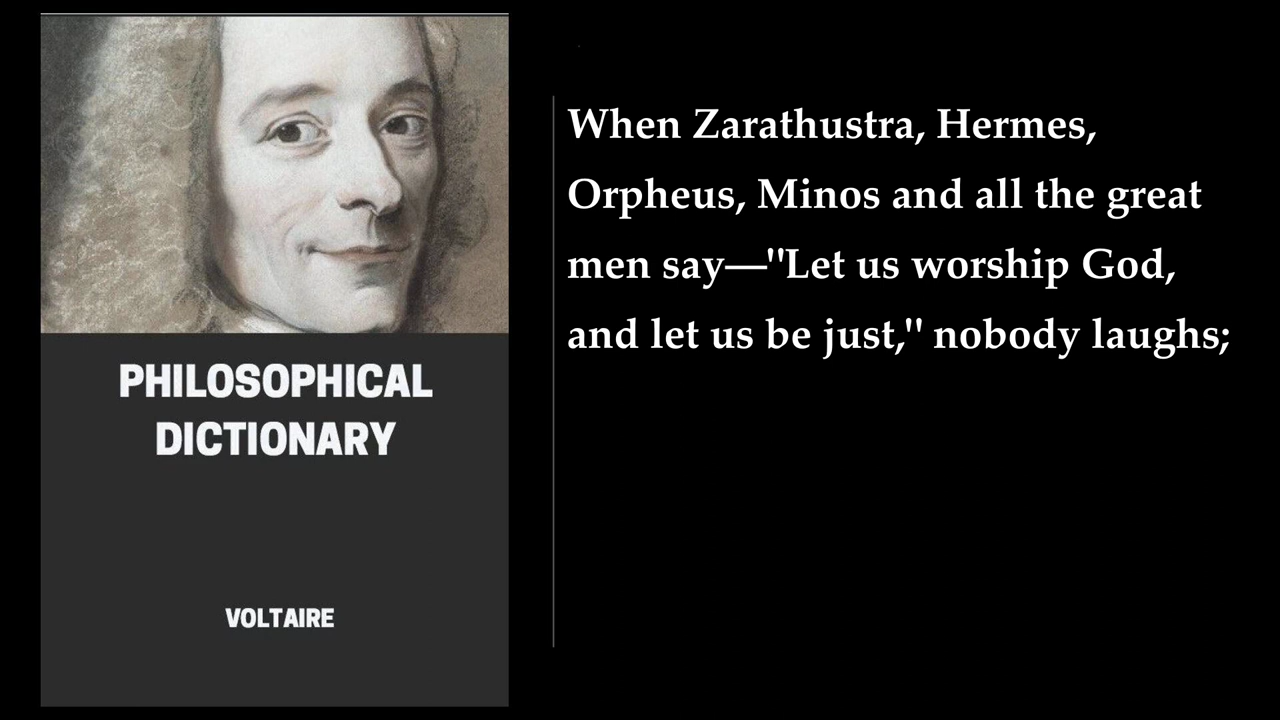 PHILOSOPHICAL
DICTIONARY
VOLTAIRE
When Zarathustra, Hermes,
Orpheus, Minos and all the great
men say—"Let us worship God,
and let us be just," nobody laughs;